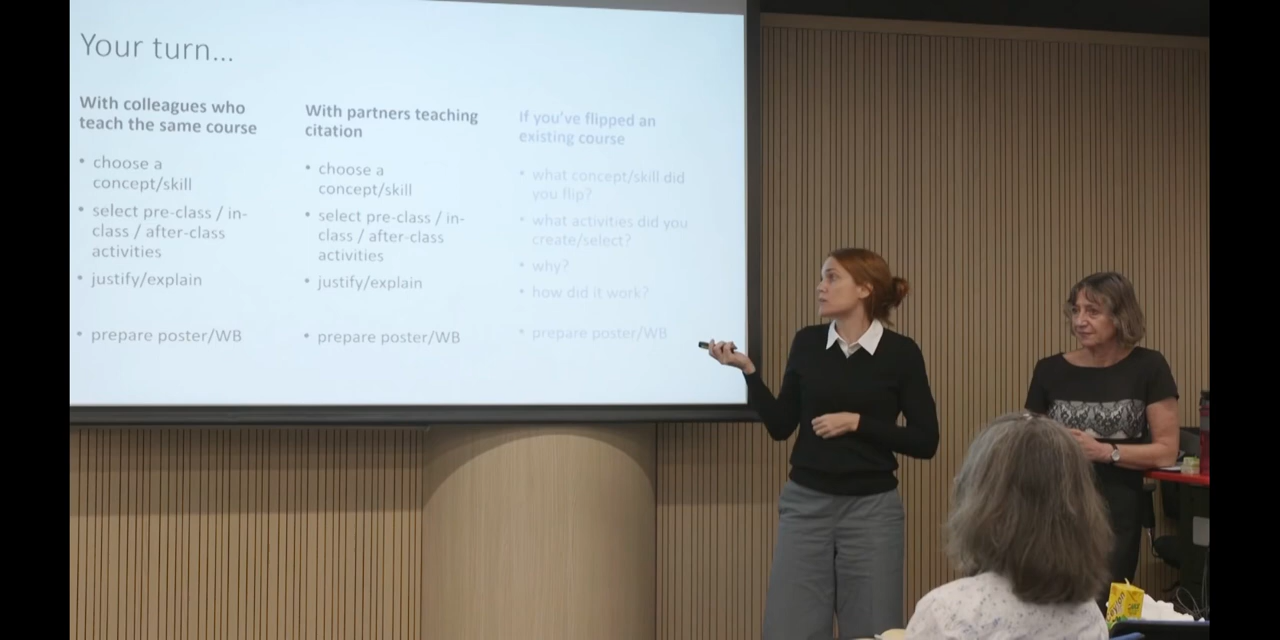 Your turn...
With colleagues who
teach the same course
• choose a
concept/skill
• select pre-class / in-
class / after-class
activities
• justify/explain
• prepare poster/WB
With partners teaching
citation
• choose a
concept/skill
• select pre-class / in-
class / after-class
activities
• justify/explain
• prepare poster/WB
If you've flipped an
existing course
• what concept/skill did
you flip?
• what activities did you
create/select?
• why?
• how did it work?
• prepare poster/WB